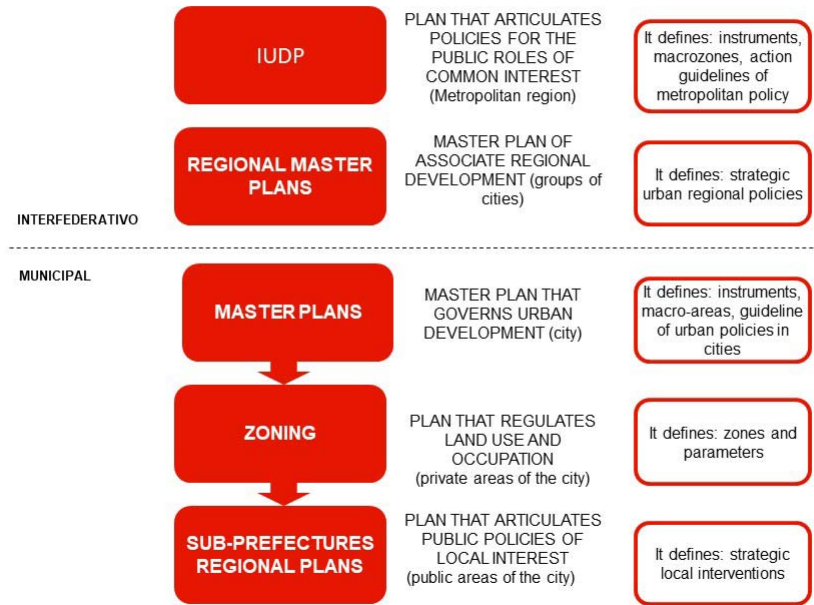 IUDP
PLAN THAT ARTICULATES
POLICIES FOR THE
PUBLIC ROLES OF
COMMON INTEREST
(Metropolitan region)
It defines: instruments,
macrozones, action
guidelines of
metropolitan policy
REGIONAL MASTER
PLANS
MASTER PLAN OF
ASSOCIATE REGIONAL
DEVELOPMENT (groups of
cities)
It defines: strategic
urban regional policies
INTERFEDERATIVO
MUNICIPAL
MASTER PLANS
MASTER PLAN THAT
GOVERNS URBAN
DEVELOPMENT (city)
It defines: instruments,
macro-areas, guideline
of urban policies in
cities
ZONING
PLAN THAT REGULATES
LAND USE AND
OCCUPATION
(private areas of the city)
It defines: zones and
parameters
SUB-PREFECTURES
REGIONAL PLANS
PLAN THAT ARTICULATES
PUBLIC POLICIES OF
LOCAL INTEREST
(public areas of the city)
It defines: strategic
local interventions